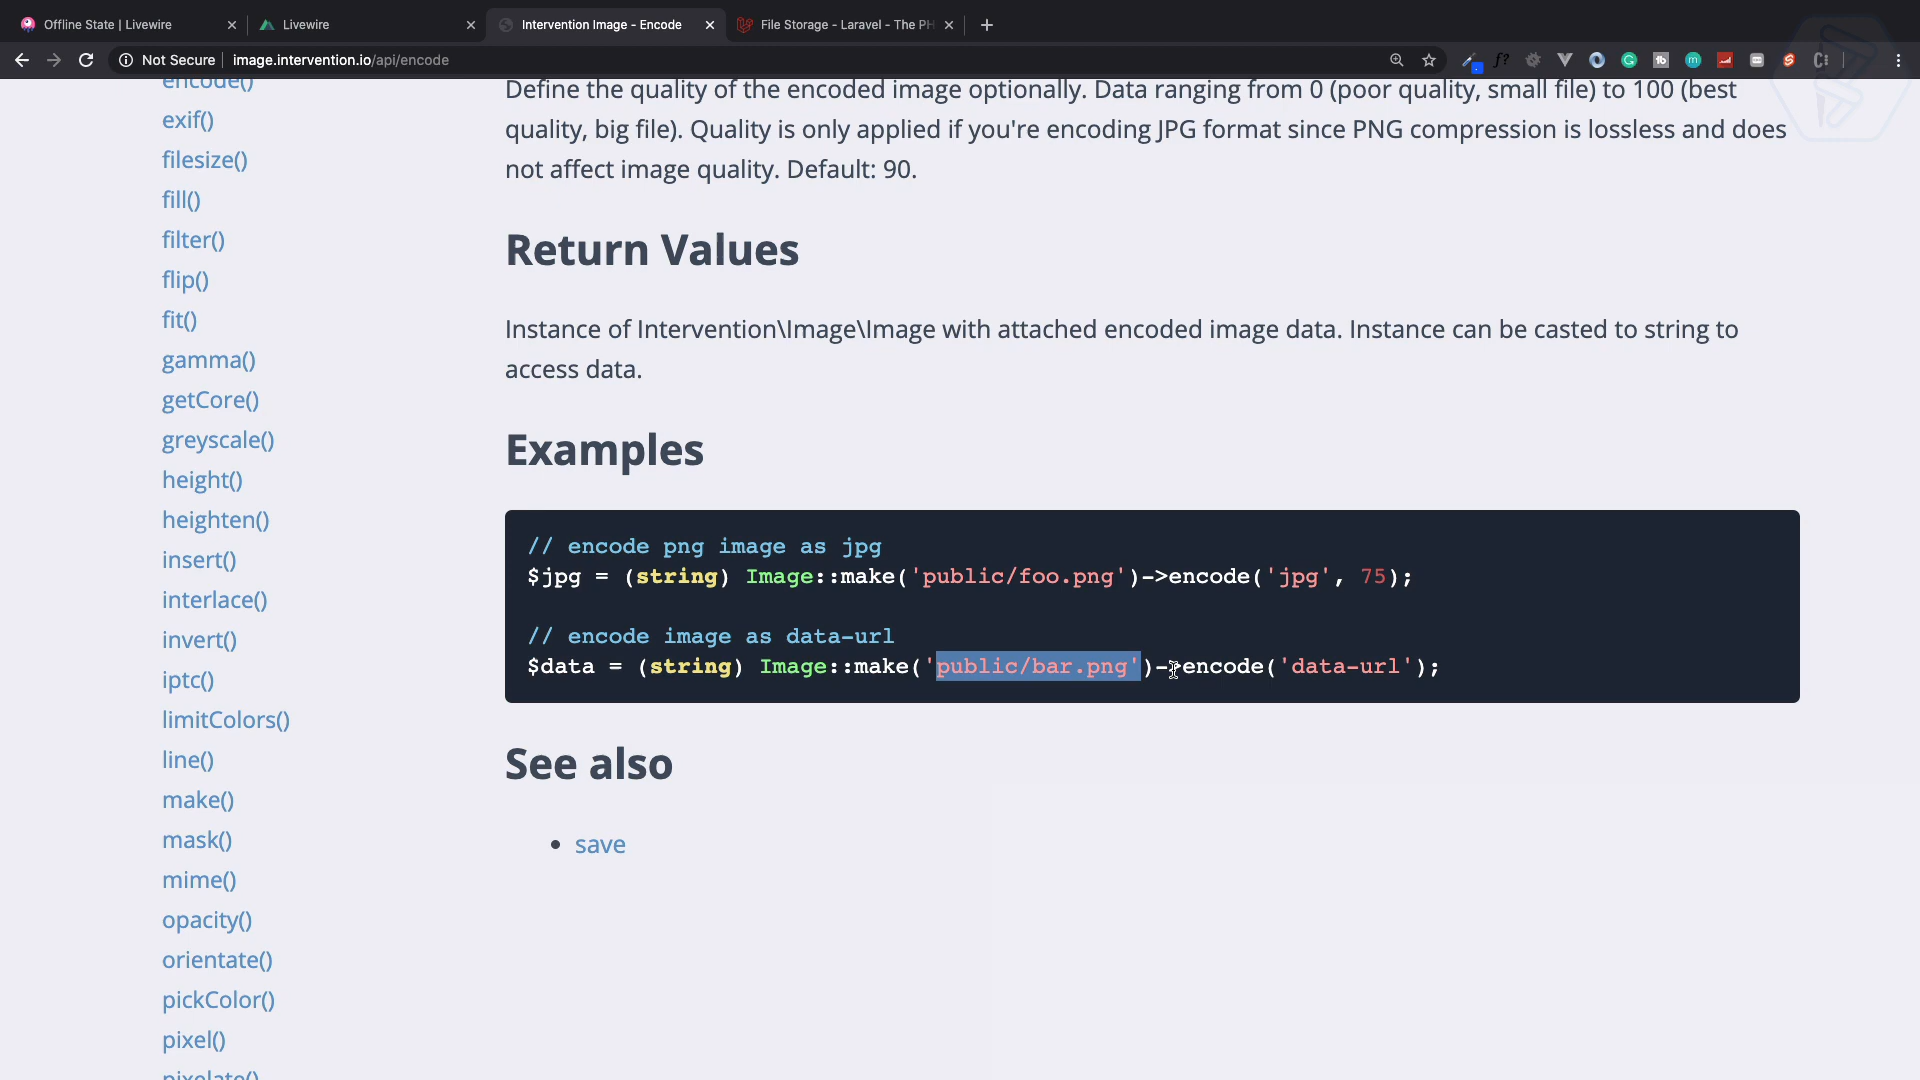 Offline State | Livewire
Livewire
Intervention Image - Encode
File Storage - Laravel - The PH
Not Secure
image.intervention.io/api/encode
encode()
exif()
filesize()
fill()
filter()
flip()
fit()
gamma()
getCore()
greyscale()
height()
heighten()
insert()
interlace()
invert()
iptc()
limitColors()
line()
make()
mask()
mime()
opacity()
orientate()
pickColor()
pixel()
pixelate()
Define the quality of the encoded image optionally. Data ranging from 0 (poor quality, small file) to 100 (best
quality, big file). Quality is only applied if you're encoding JPG format since PNG compression is lossless and does
not affect image quality. Default: 90.
Return Values
Instance of Intervention\Image\Image with attached encoded image data. Instance can be casted to string to
access data.
Examples
// encode png image as jpg
$jpg = (string) Image::make('public/foo.png')->encode('jpg', 75);
// encode image as data-url
$data = (string) Image::make('public/bar.png')->encode('data-url');
See also
• save